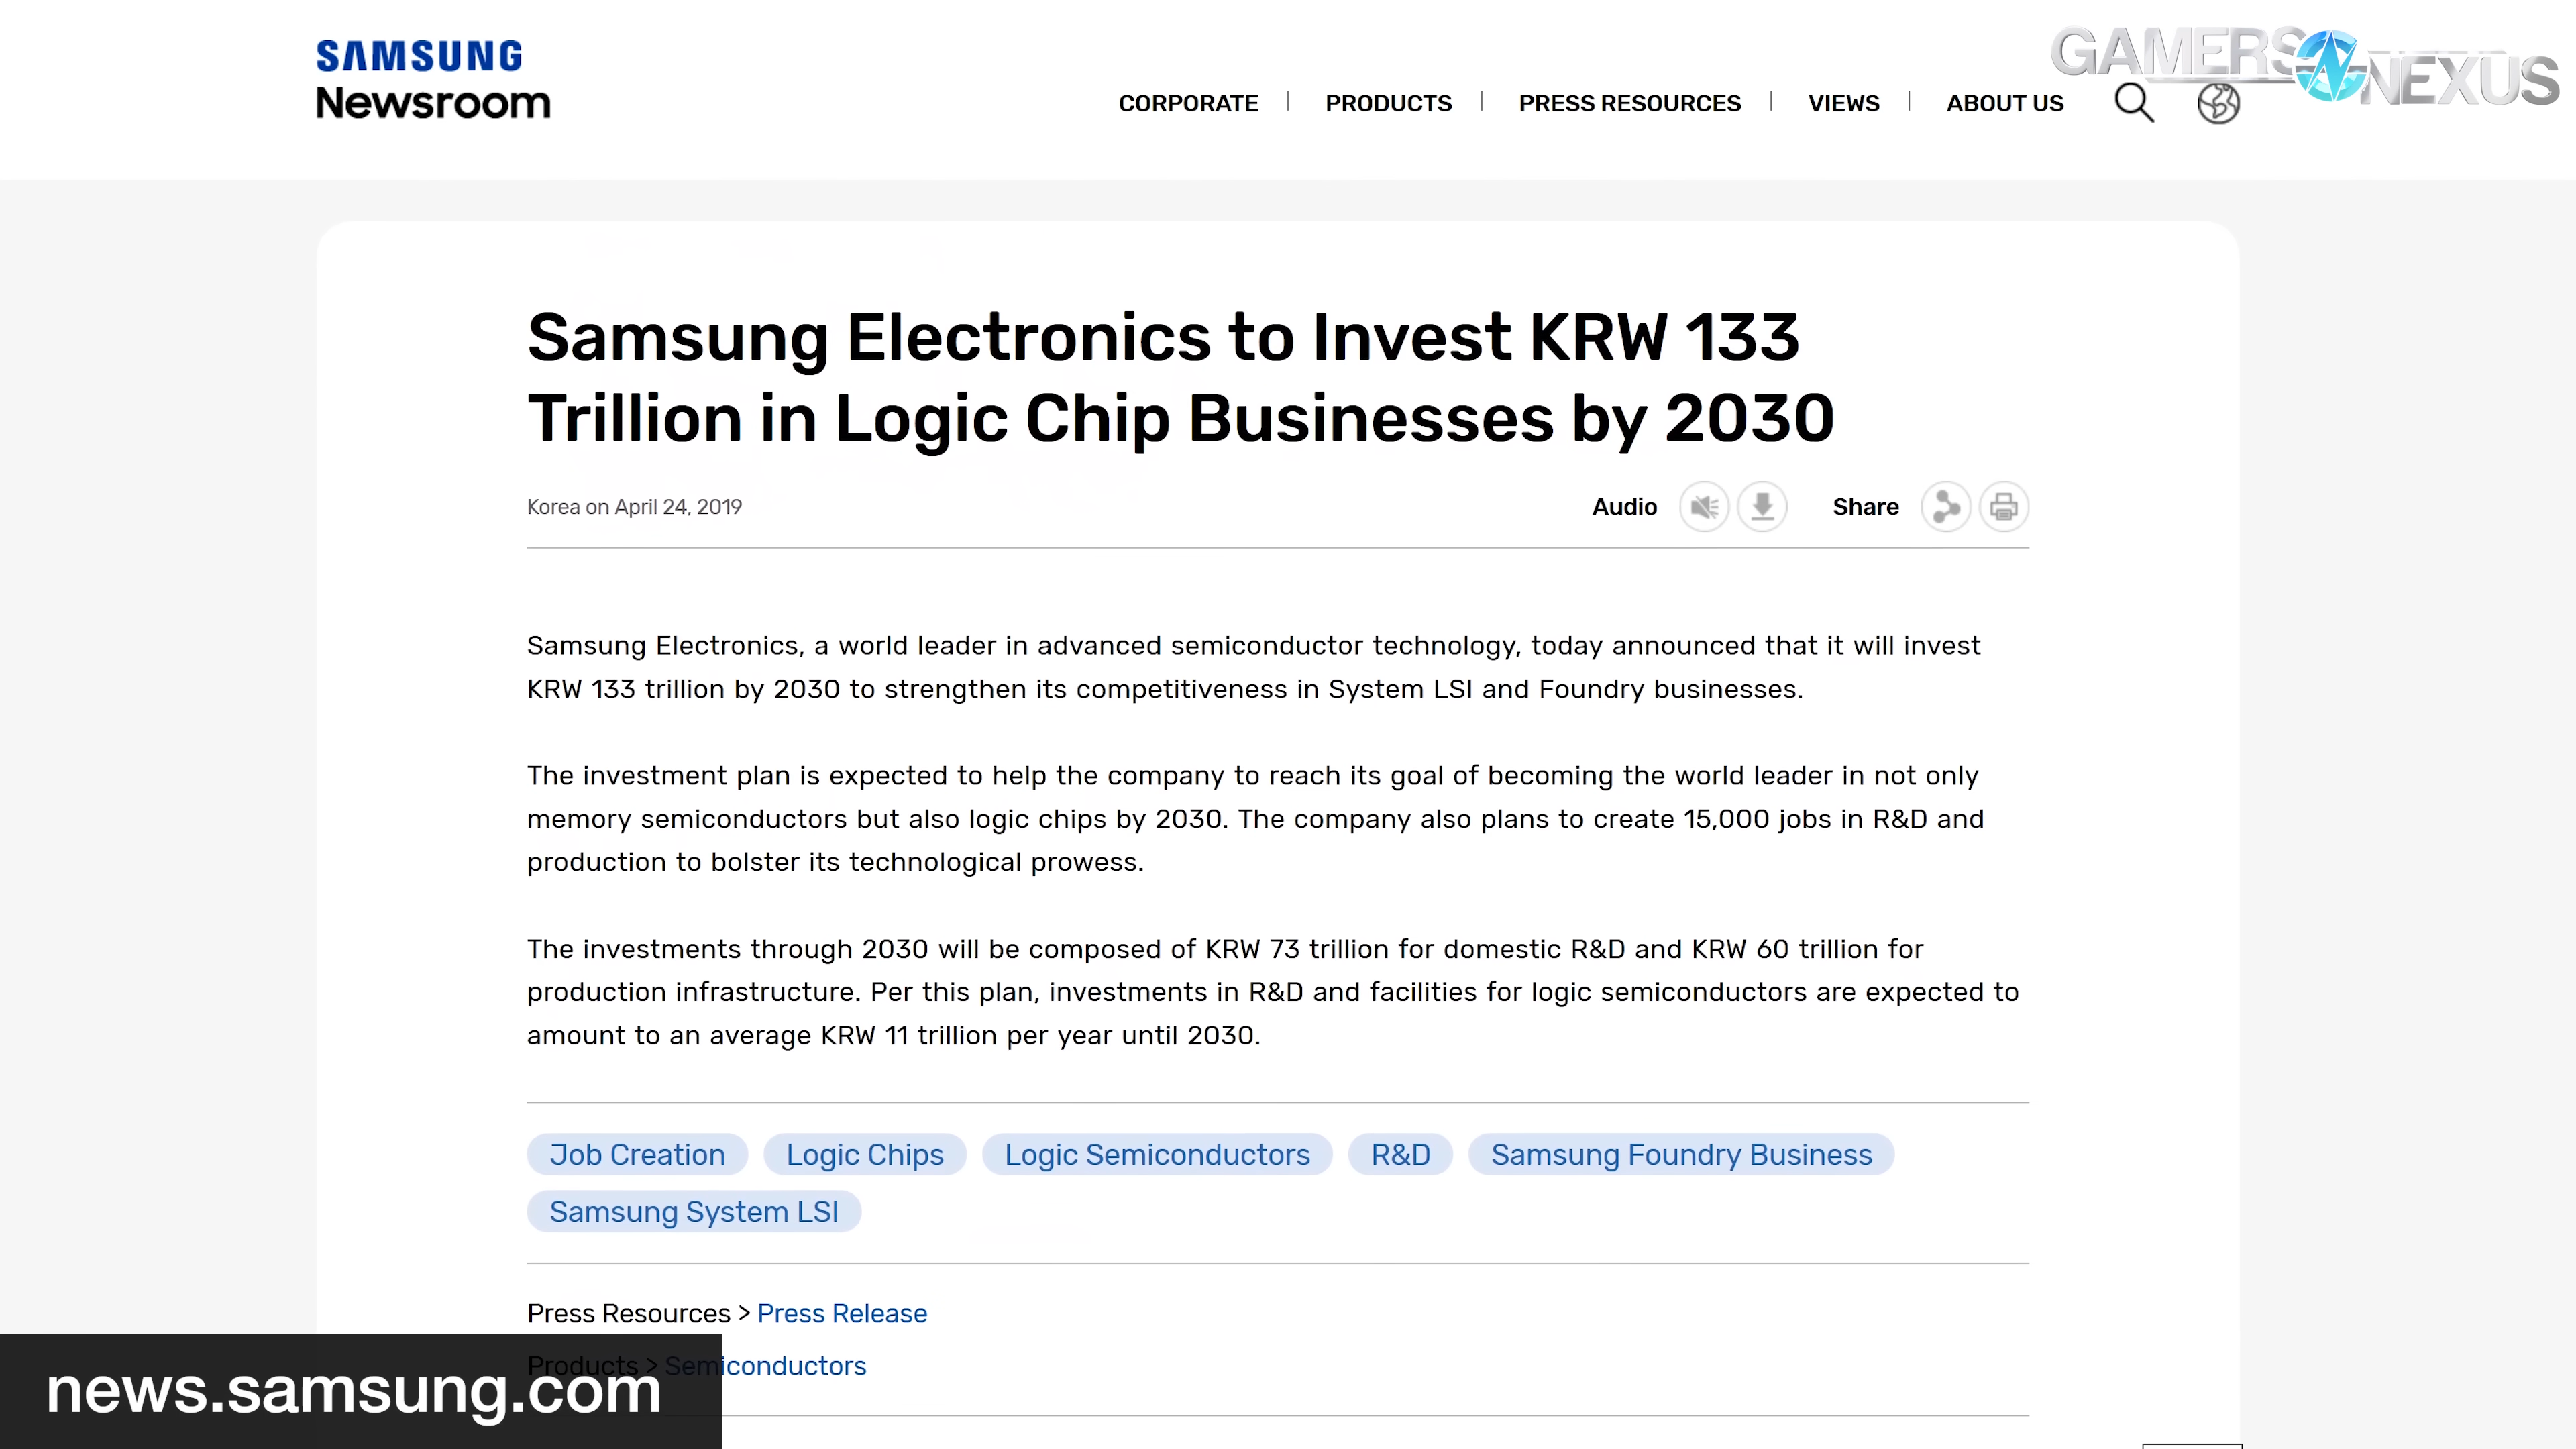 SAMSUNG
Newsroom
CORPORATE
PRODUCTS
PRESS RESOURCES
VIEWS
ABOUT US
GAMERS NEXUS
Samsung Electronics to Invest KRW 133
Trillion in Logic Chip Businesses by 2030
Korea on April 24, 2019
Audio
Share
Samsung Electronics, a world leader in advanced semiconductor technology, today announced that it will invest
KRW 133 trillion by 2030 to strengthen its competitiveness in System LSI and Foundry businesses.
The investment plan is expected to help the company to reach its goal of becoming the world leader in not only
memory semiconductors but also logic chips by 2030. The company also plans to create 15,000 jobs in R&D and
production to bolster its technological prowess.
The investments through 2030 will be composed of KRW 73 trillion for domestic R&D and KRW 60 trillion for
production infrastructure. Per this plan, investments in R&D and facilities for logic semiconductors are expected to
amount to an average KRW 11 trillion per year until 2030.
Job Creation
Logic Chips
Logic Semiconductors
R&D
Samsung Foundry Business
Samsung System LSI
Press Resources > Press Release
Products > Semiconductors
news.samsung.com